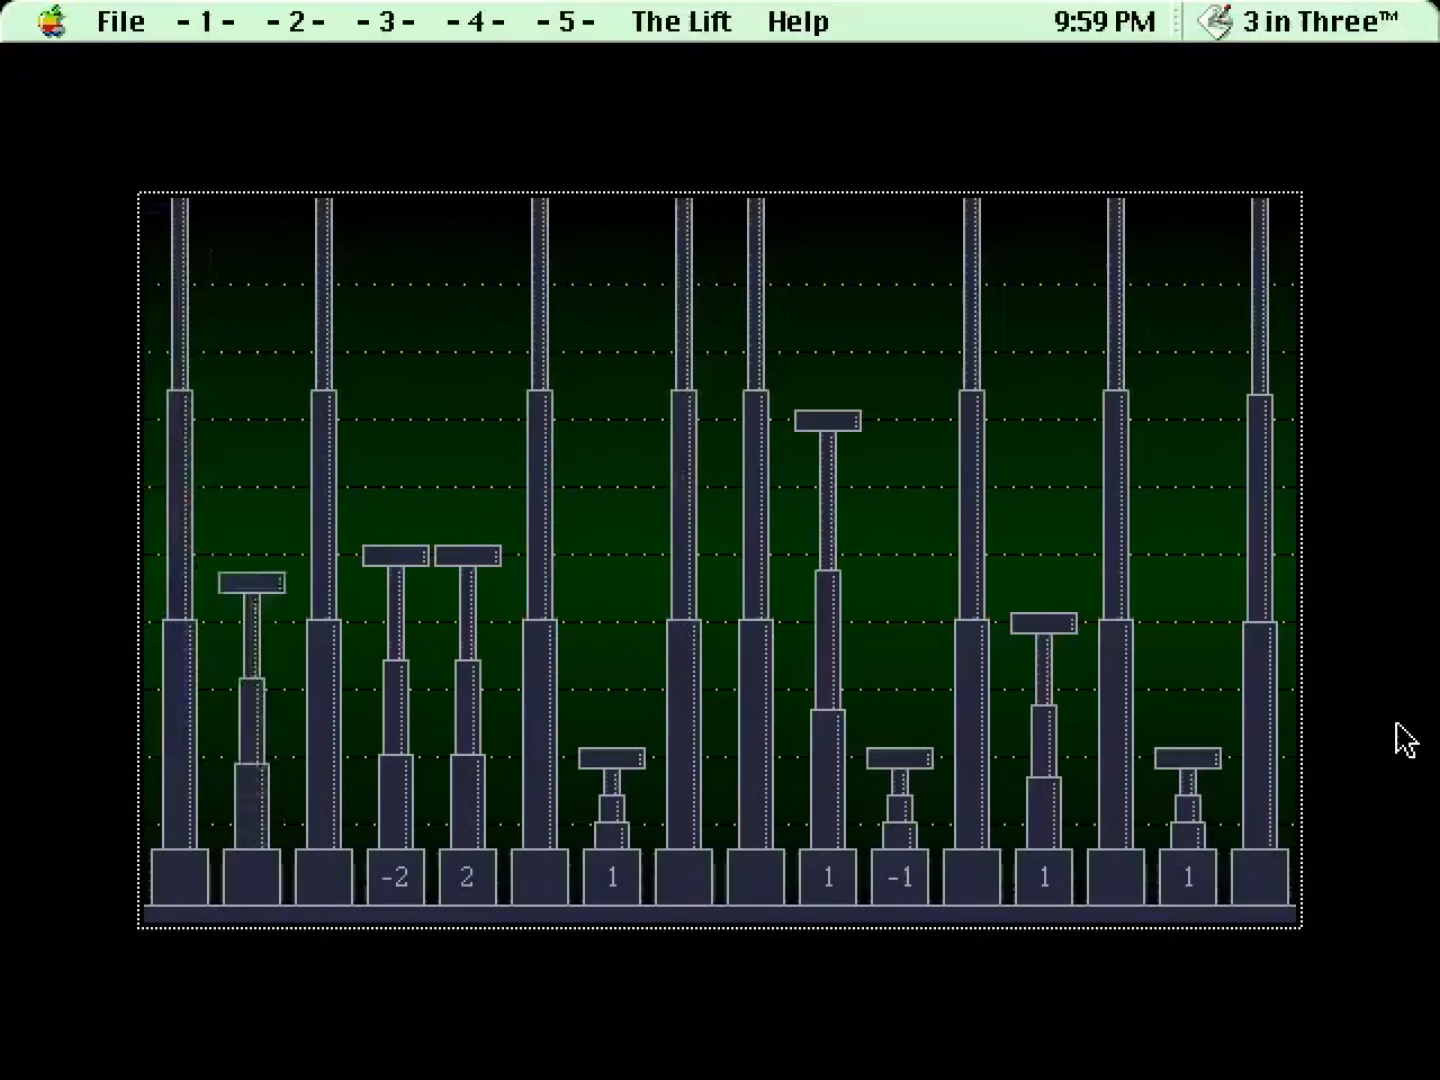 File -1- -2- -3- -4- -5- The Lift Help 9:59 PM 3 in Three™
-2 2 1 1 -1 1 1